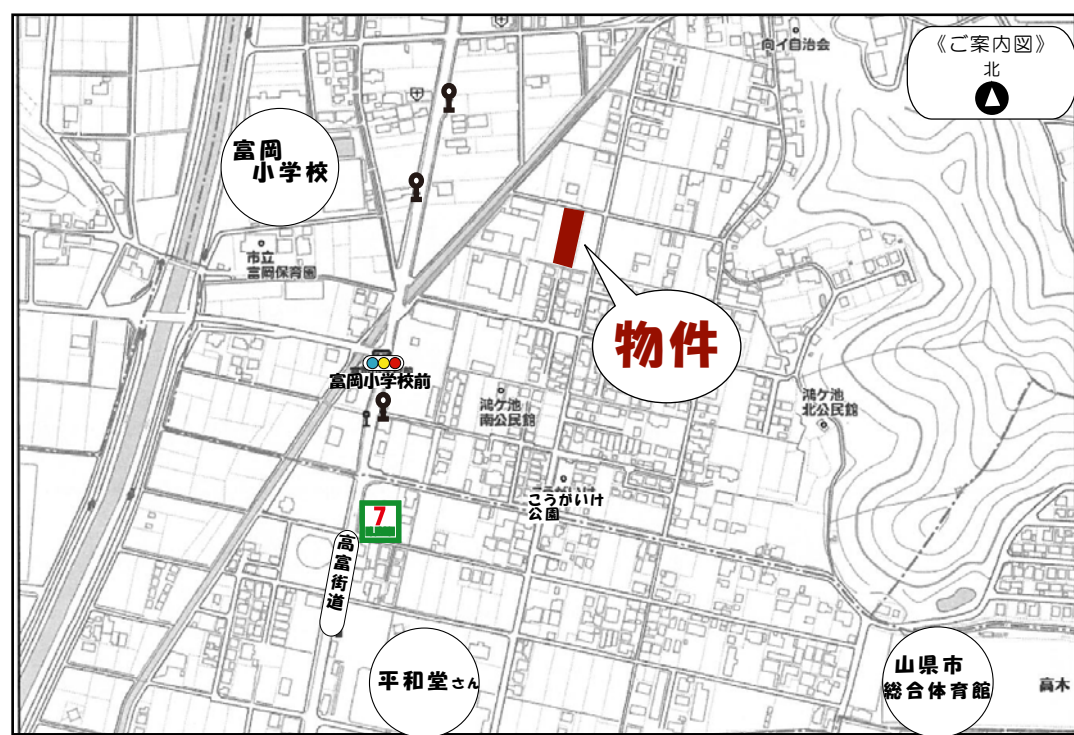 向イ自治会
《ご案内図》
北
富岡
小学校
市立
富岡保育園
物件
富岡小学校前
鴻ケ池
南公民館
鴻ケ池
北公民館
こうがいけ
公園
7
高富街道
平和堂さん
山県市
総合体育館
高木